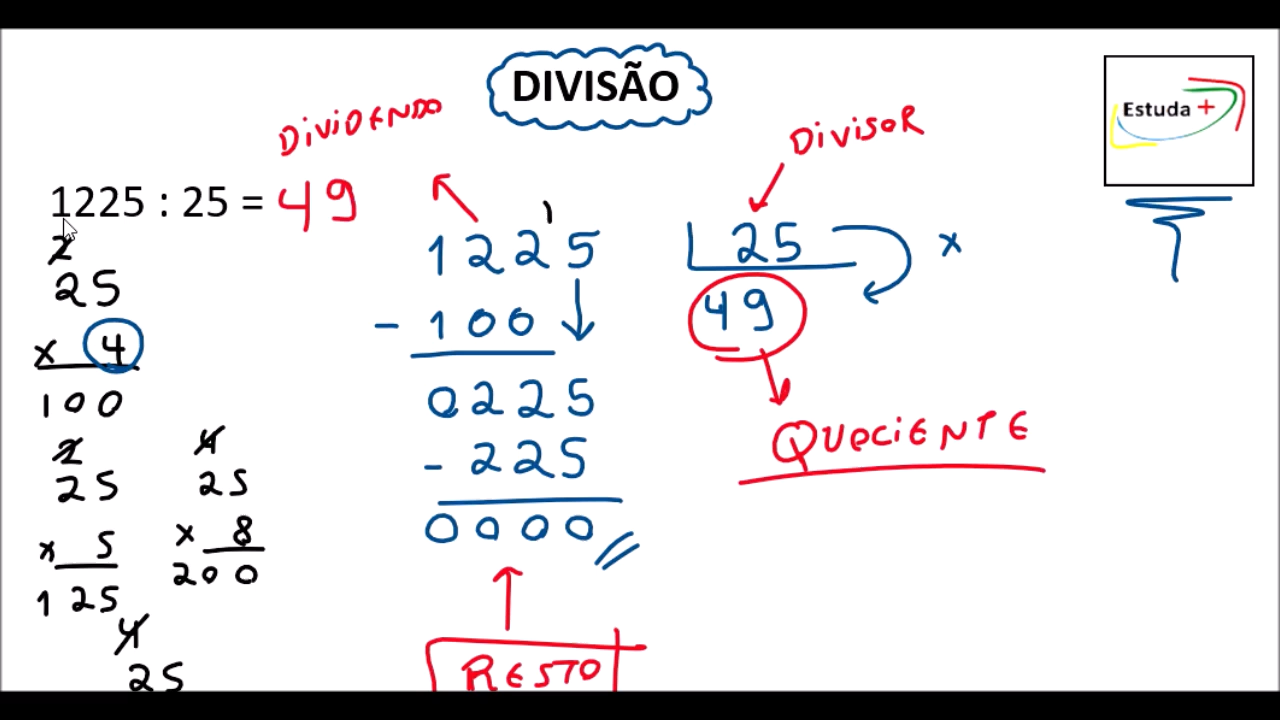 DIVISÃO
Estuda +
DIVIDENDO
DIVISOR
1225 : 25 = 49
1
1225
25
x
2
25
x 4
100
- 100
49
0225
- 225
0000
QUOCIENTE
2
25
x 5
125
4
25
x 8
200
4
25
RESTO